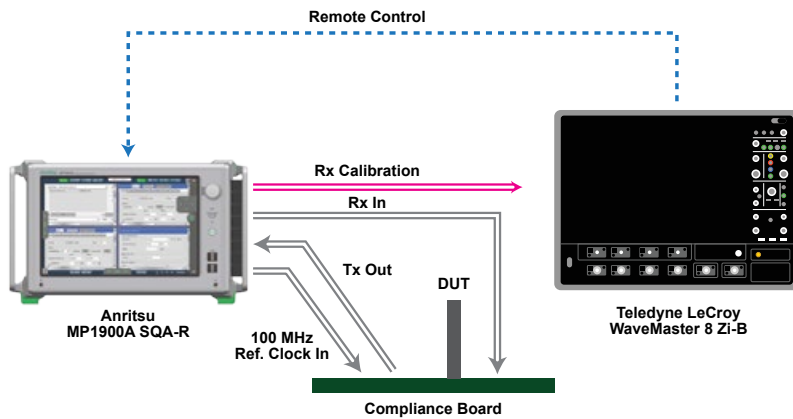 Remote Control
Rx Calibration
Rx In
Tx Out
DUT
Anritsu
MP1900A SQA-R
100 MHz
Ref. Clock In
Teledyne LeCroy
WaveMaster 8 Zi-B
Compliance Board